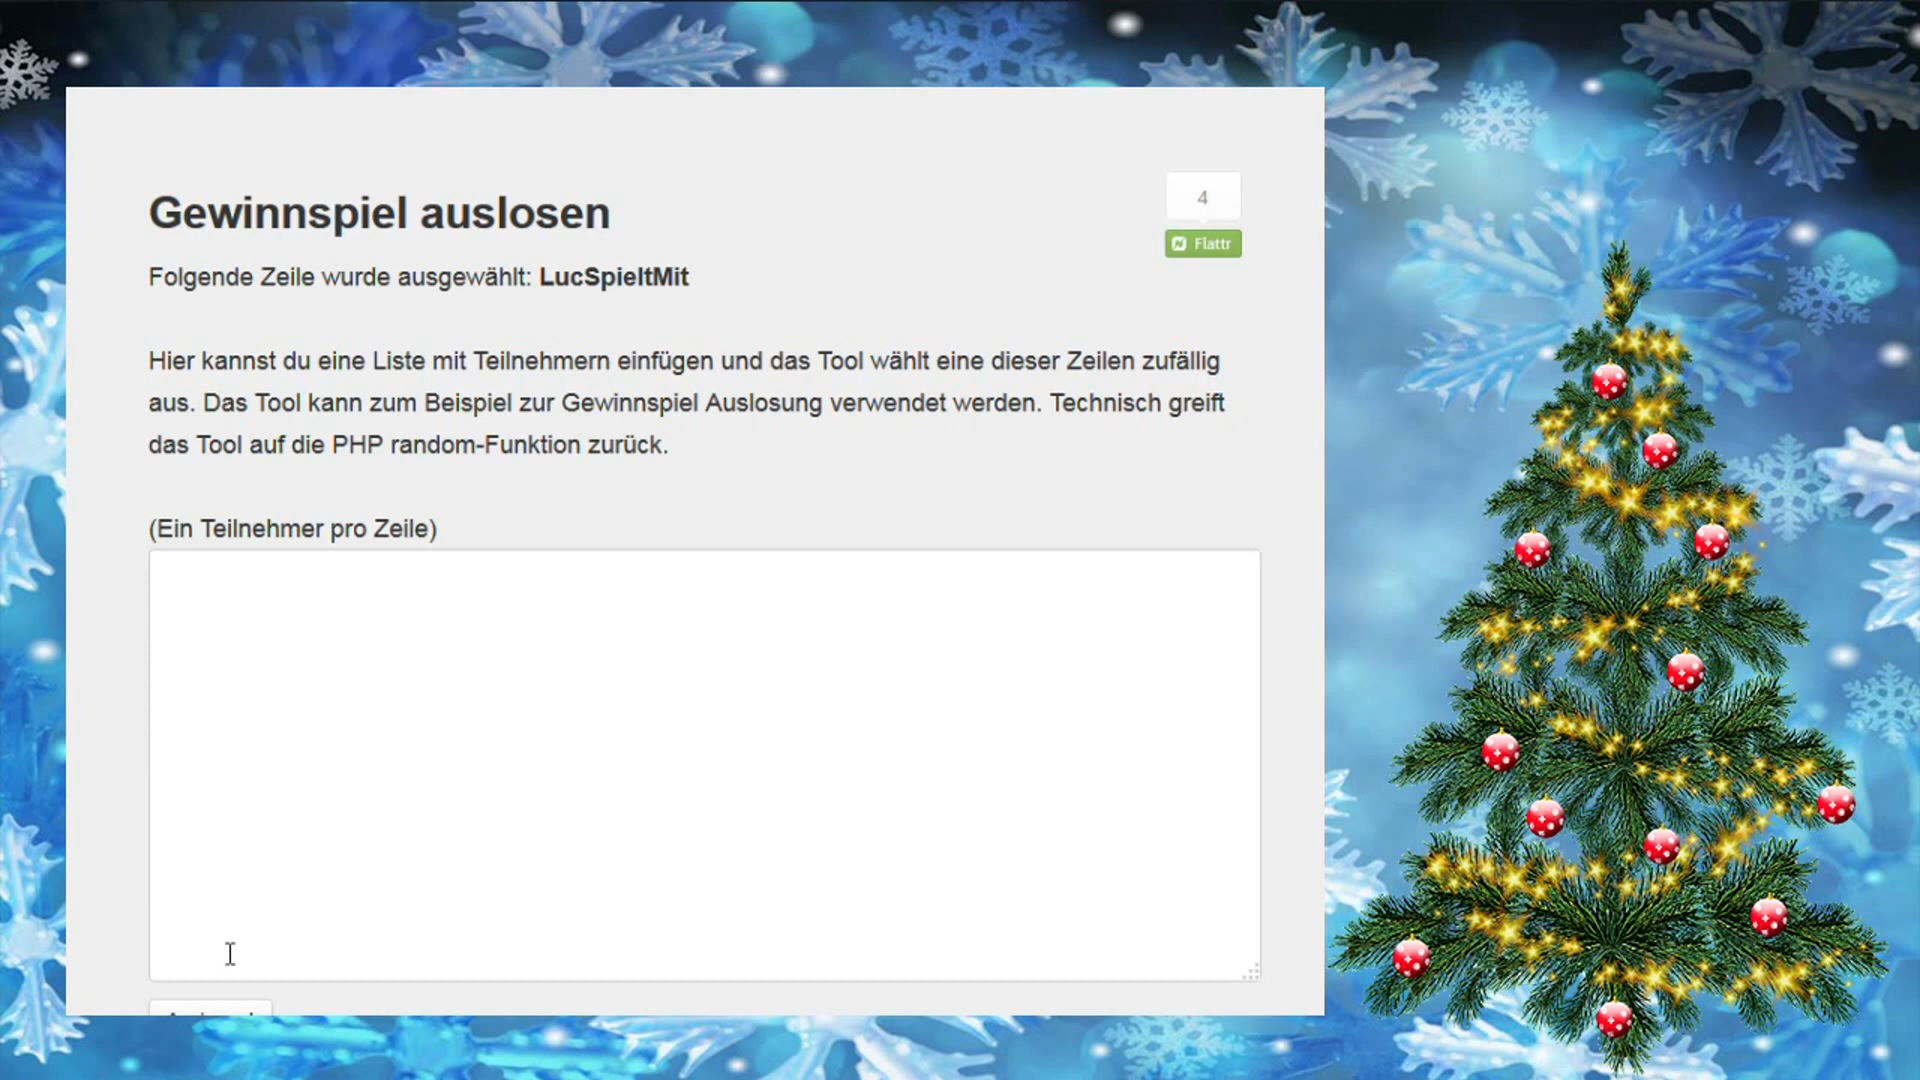 4
Flattr
Gewinnspiel auslosen
Folgende Zeile wurde ausgewählt: LucSpieltMit
Hier kannst du eine Liste mit Teilnehmern einfügen und das Tool wählt eine dieser Zeilen zufällig
aus. Das Tool kann zum Beispiel zur Gewinnspiel Auslosung verwendet werden. Technisch greift
das Tool auf die PHP random-Funktion zurück.
(Ein Teilnehmer pro Zeile)